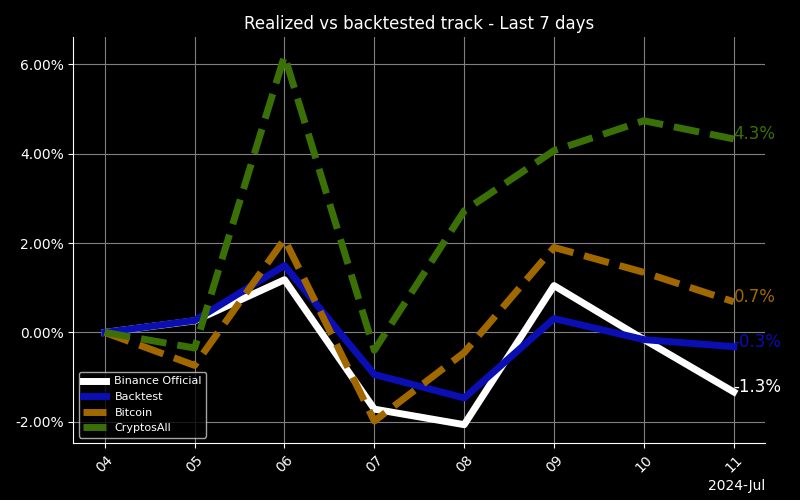 Realized vs backtested track - Last 7 days
6.00%
4.00%
2.00%
0.00%
-2.00%
4.3%
0.7%
-0.3%
-1.3%
Binance Official
Backtest
Bitcoin
CryptosAll
04
05
06
07
08
09
10
11
2024-Jul